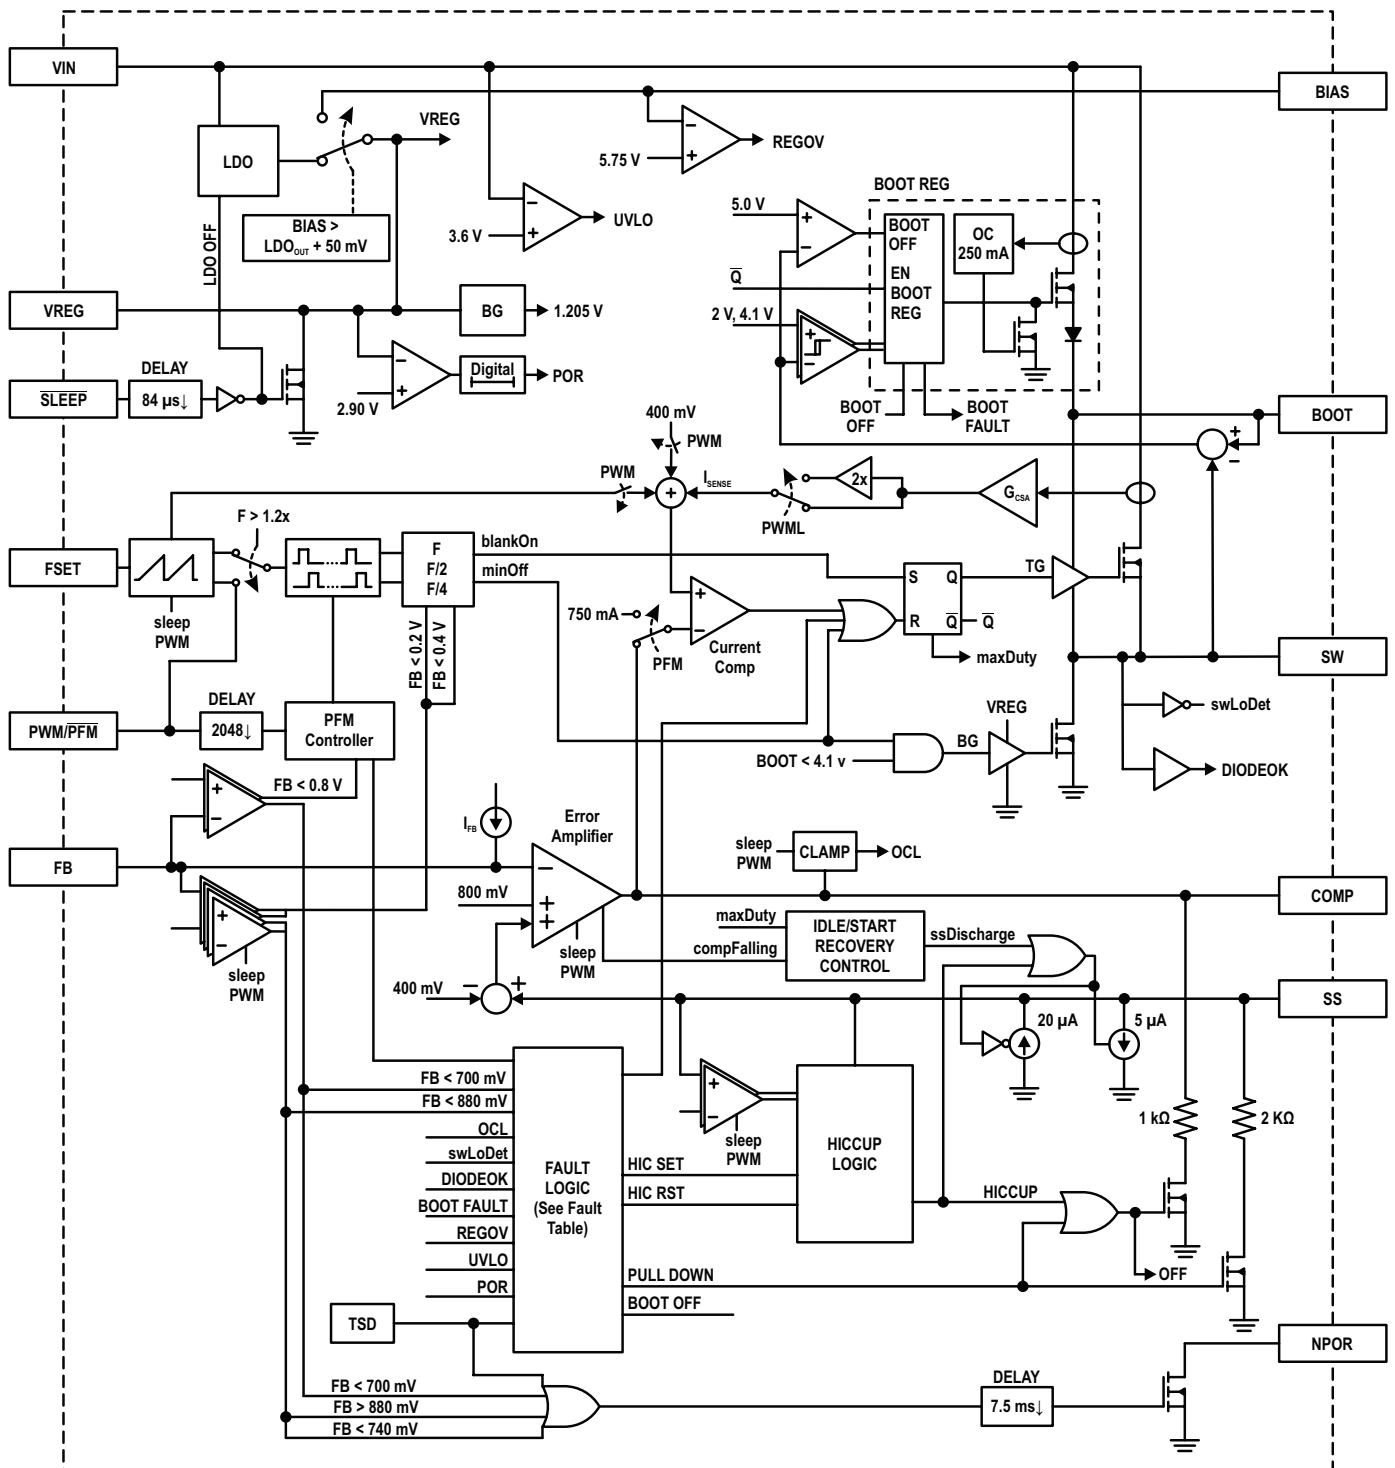 VIN
BIAS
LDO
VREG
5.75 V
REGOV
BIAS >
LDOOUT + 50 mV
LDO OFF
3.6 V
UVLO
BOOT REG
5.0 V
BOOT
OFF
EN
BOOT
REG
OC
250 mA
Q̅
2 V, 4.1 V
BOOT
OFF
BOOT
FAULT
VREG
BG
1.205 V
DELAY
SLEEP
84 µs↓
2.90 V
Digital
POR
BOOT
400 mV
PWM
PWM
ISENSE
2x
GCSA
PWML
F > 1.2x
FSET
sleep
PWM
F
F/2
F/4
blankOn
minOff
FB < 0.2 V
FB < 0.4 V
750 mA
PFM
Current
Comp
S
Q
R
Q̅
Q̅
maxDuty
TG
SW
swLoDet
DIODEOK
VREG
BG
BOOT < 4.1 v
PWM/PFM
DELAY
2048↓
PFM
Controller
FB < 0.8 V
IFB
Error
Amplifier
FB
800 mV
sleep
PWM
sleep
PWM
CLAMP
OCL
COMP
sleep
PWM
maxDuty
compFalling
IDLE/START
RECOVERY
CONTROL
ssDischarge
400 mV
SS
20 µA
5 µA
FB < 700 mV
FB < 880 mV
OCL
swLoDet
DIODEOK
BOOT FAULT
REGOV
UVLO
POR
TSD
FAULT
LOGIC
(See Fault
Table)
HIC SET
HIC RST
PULL DOWN
BOOT OFF
sleep
PWM
HICCUP
LOGIC
HICCUP
1 kΩ
2 KΩ
OFF
NPOR
FB < 700 mV
FB > 880 mV
FB < 740 mV
DELAY
7.5 ms↓